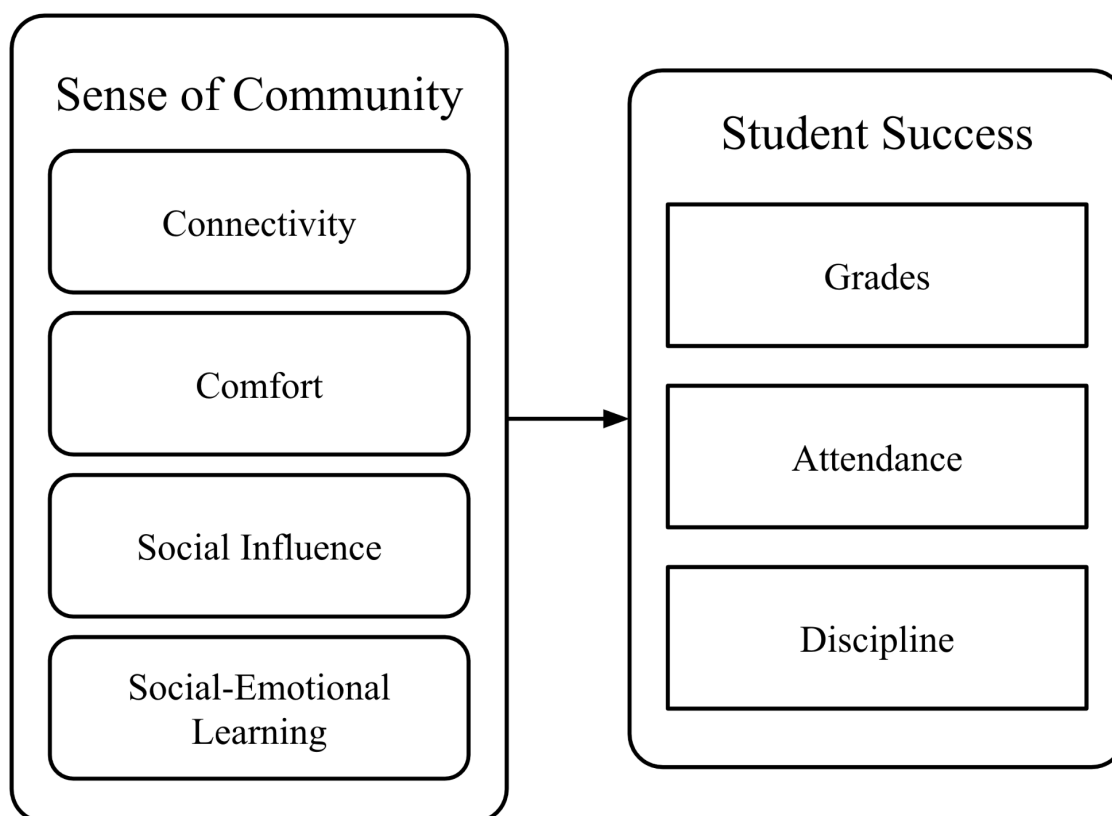 Sense of Community
Connectivity
Comfort
Social Influence
Social-Emotional
Learning
Student Success
Grades
Attendance
Discipline